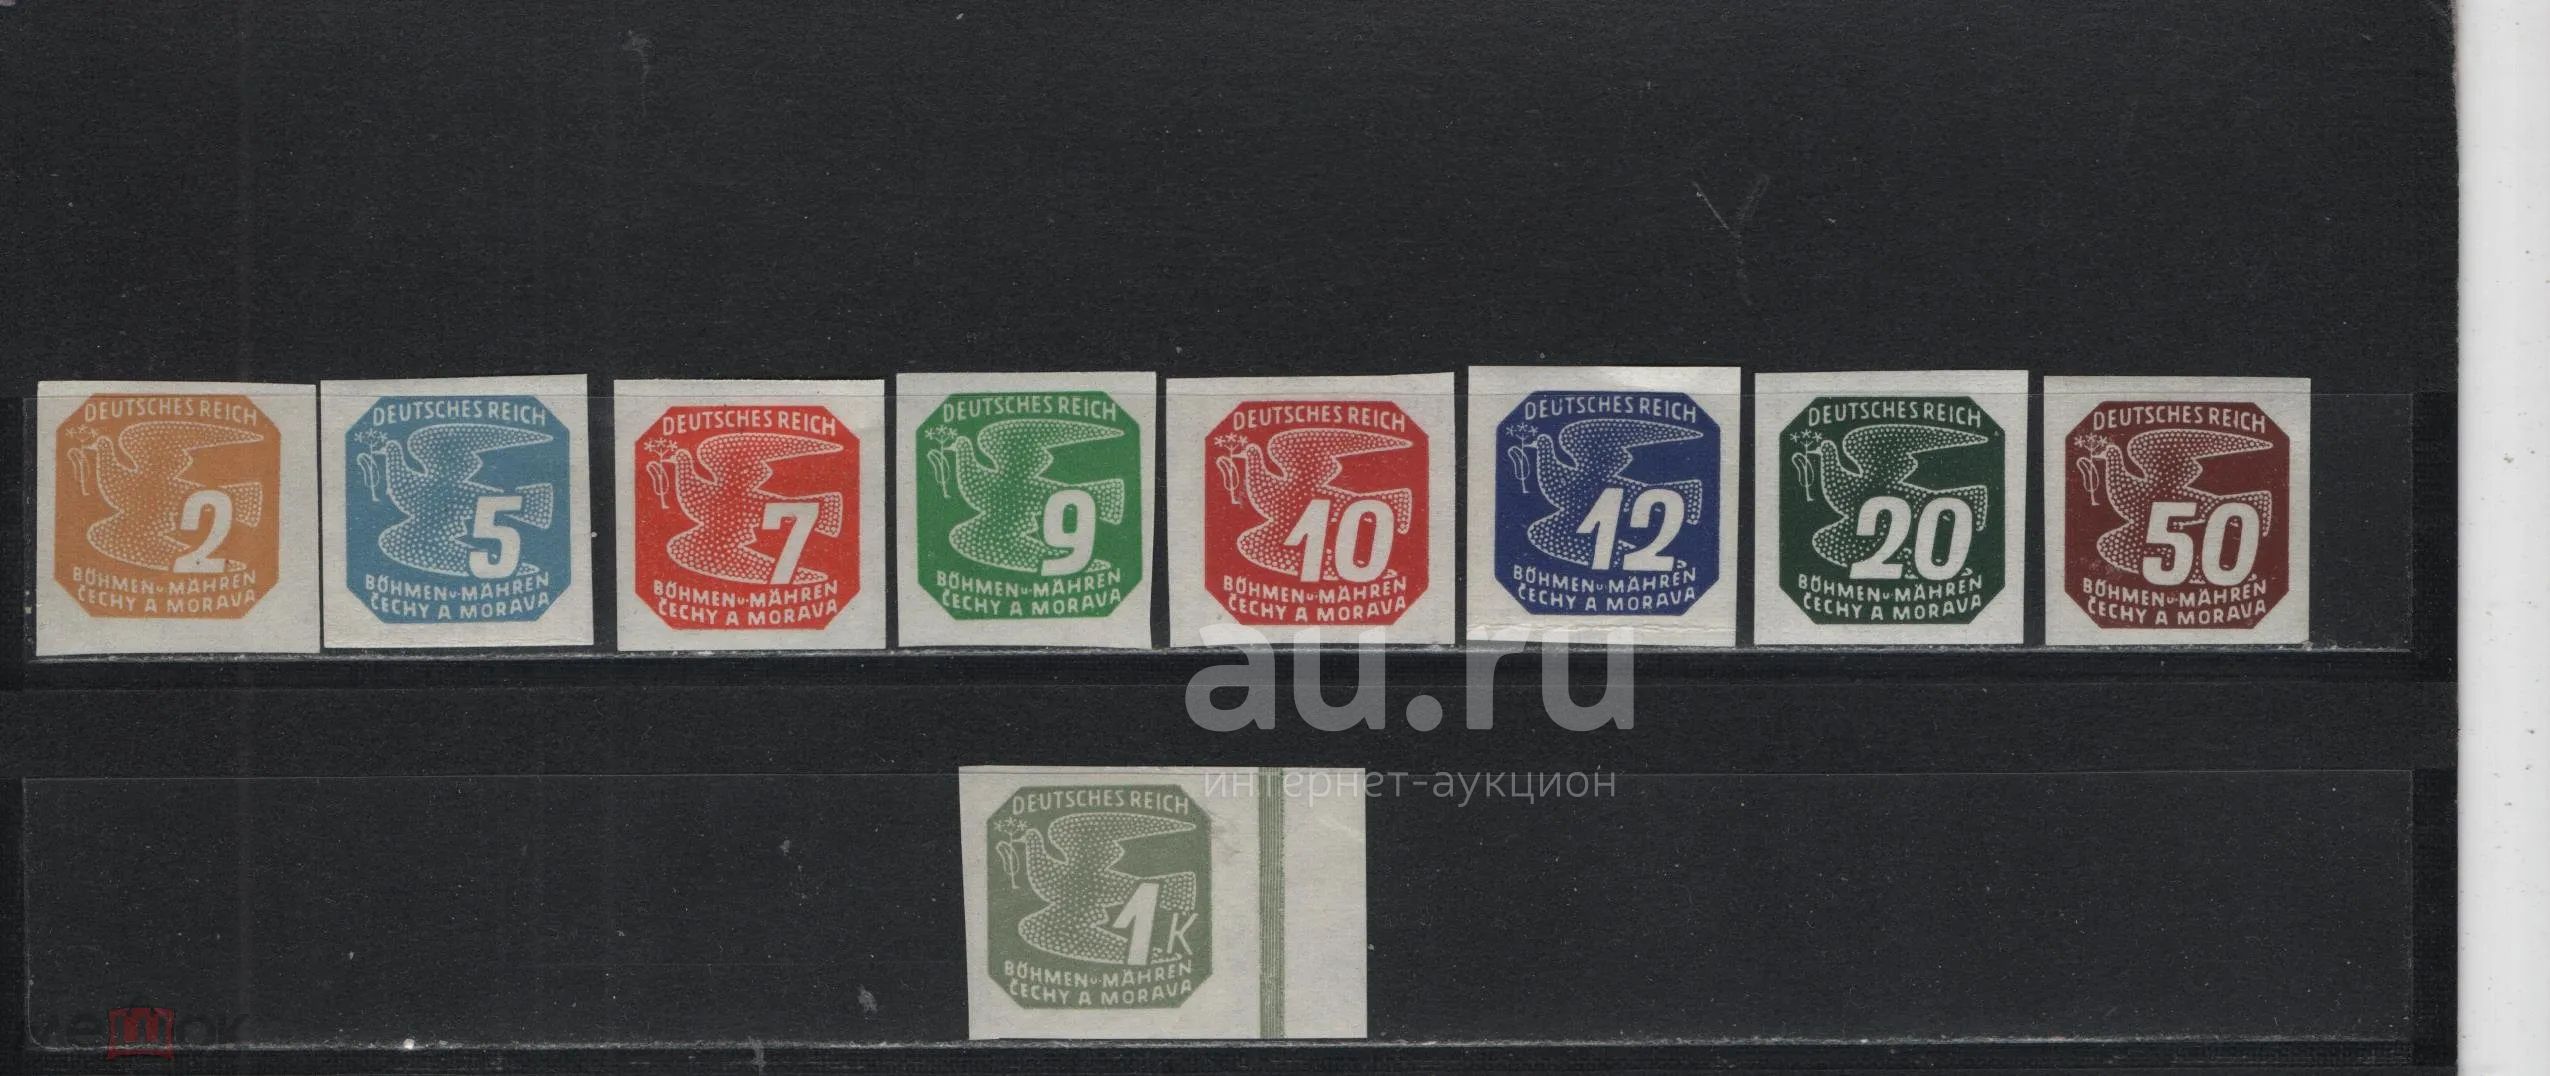 DEUTSCHES REICH
2
BÖHMEN u. MÄHREN
ČECHY A MORAVA
DEUTSCHES REICH
5
BÖHMEN u. MÄHREN
ČECHY A MORAVA
DEUTSCHES REICH
7
BÖHMEN u. MÄHREN
ČECHY A MORAVA
DEUTSCHES REICH
9
BÖHMEN u. MÄHREN
ČECHY A MORAVA
DEUTSCHES REICH
10
BÖHMEN u. MÄHREN
ČECHY A MORAVA
DEUTSCHES REICH
12
BÖHMEN u. MÄHREN
ČECHY A MORAVA
DEUTSCHES REICH
20
BÖHMEN u. MÄHREN
ČECHY A MORAVA
DEUTSCHES REICH
50
BÖHMEN u. MÄHREN
ČECHY A MORAVA
au.ru
интернет-аукцион
DEUTSCHES REICH
1K
BÖHMEN u. MÄHREN
ČECHY A MORAVA